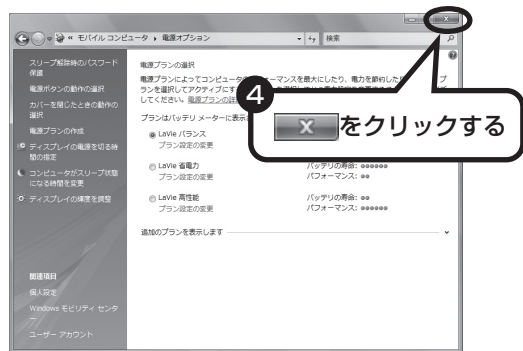 « モバイル コンピュータ ▸ 電源オプション
検索
スリープ解除時のパスワード
保護
電源ボタンの動作の選択
カバーを閉じたときの動作の
選択
電源プランの作成
ディスプレイの電源を切る時
間の指定
コンピュータがスリープ状態
になる時間を変更
ディスプレイの輝度を調整
関連項目
個人設定
Windows モビリティ センタ
ー
ユーザー アカウント
電源プランの選択
電源プランによってコンピュータの
ーマンスを最大にしたり、電力を節約した
プ
ランを選択してアクティブにす
してください。電源プランの詳
プランはバッテリ メーターに表示
LaVie バランス
プラン設定の変更
LaVie 省電力
バッテリの寿命:
プラン設定の変更
パフォーマンス:
LaVie 高性能
バッテリの寿命:
プラン設定の変更
パフォーマンス:
追加のプランを表示します
4
X をクリックする